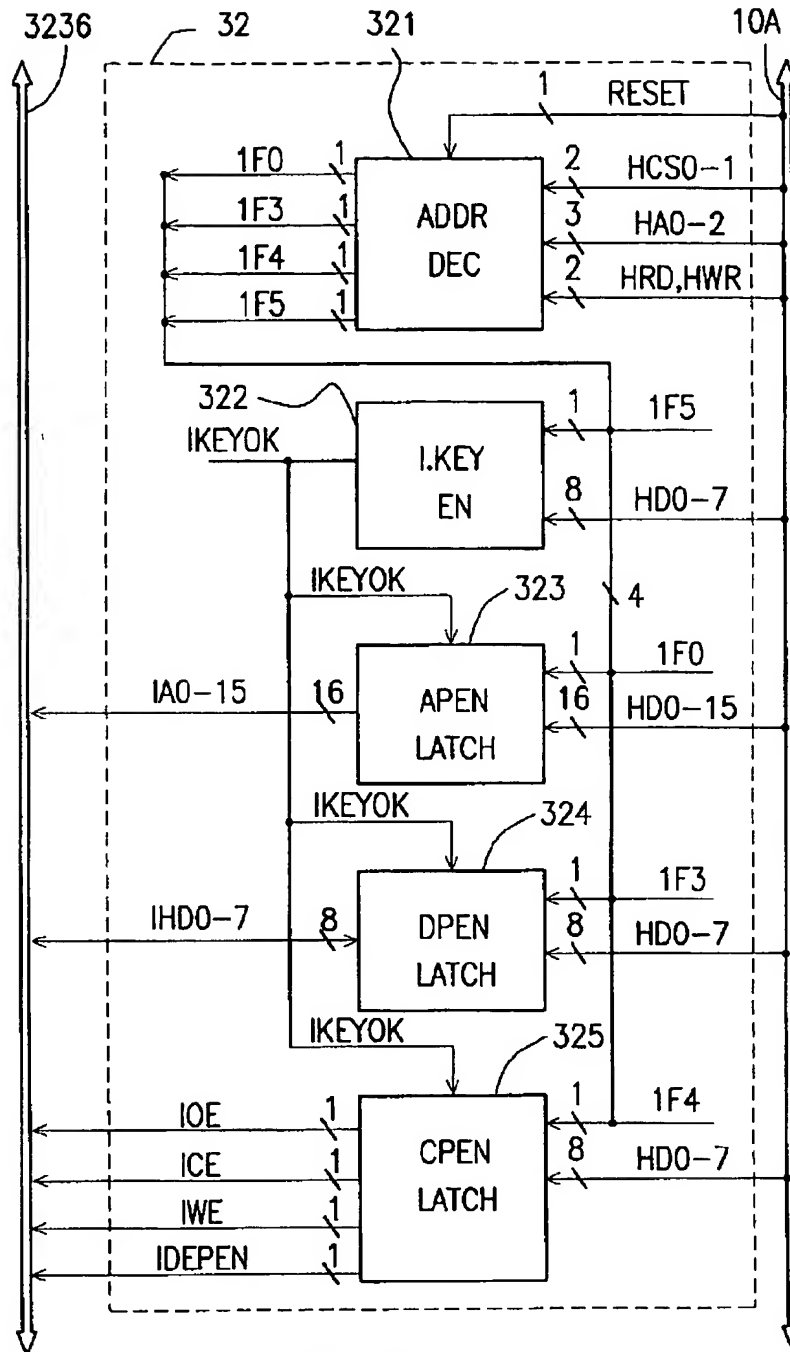 3236
32
321
10A
1 RESET
1F0 1
2 HCS0-1
1F3 1
ADDR DEC
3 HA0-2
1F4 1
2 HRD,HWR
1F5 1
322
IKEYOK
I.KEY EN
1 1F5
8 HD0-7
IKEYOK
323
4
IA0-15 16
APEN LATCH
1 1F0
16 HD0-15
IKEYOK
324
IHD0-7 8
DPEN LATCH
1 1F3
8 HD0-7
IKEYOK
325
IOE 1
ICE 1
IWE 1
IDEPEN 1
CPEN LATCH
1 1F4
8 HD0-7